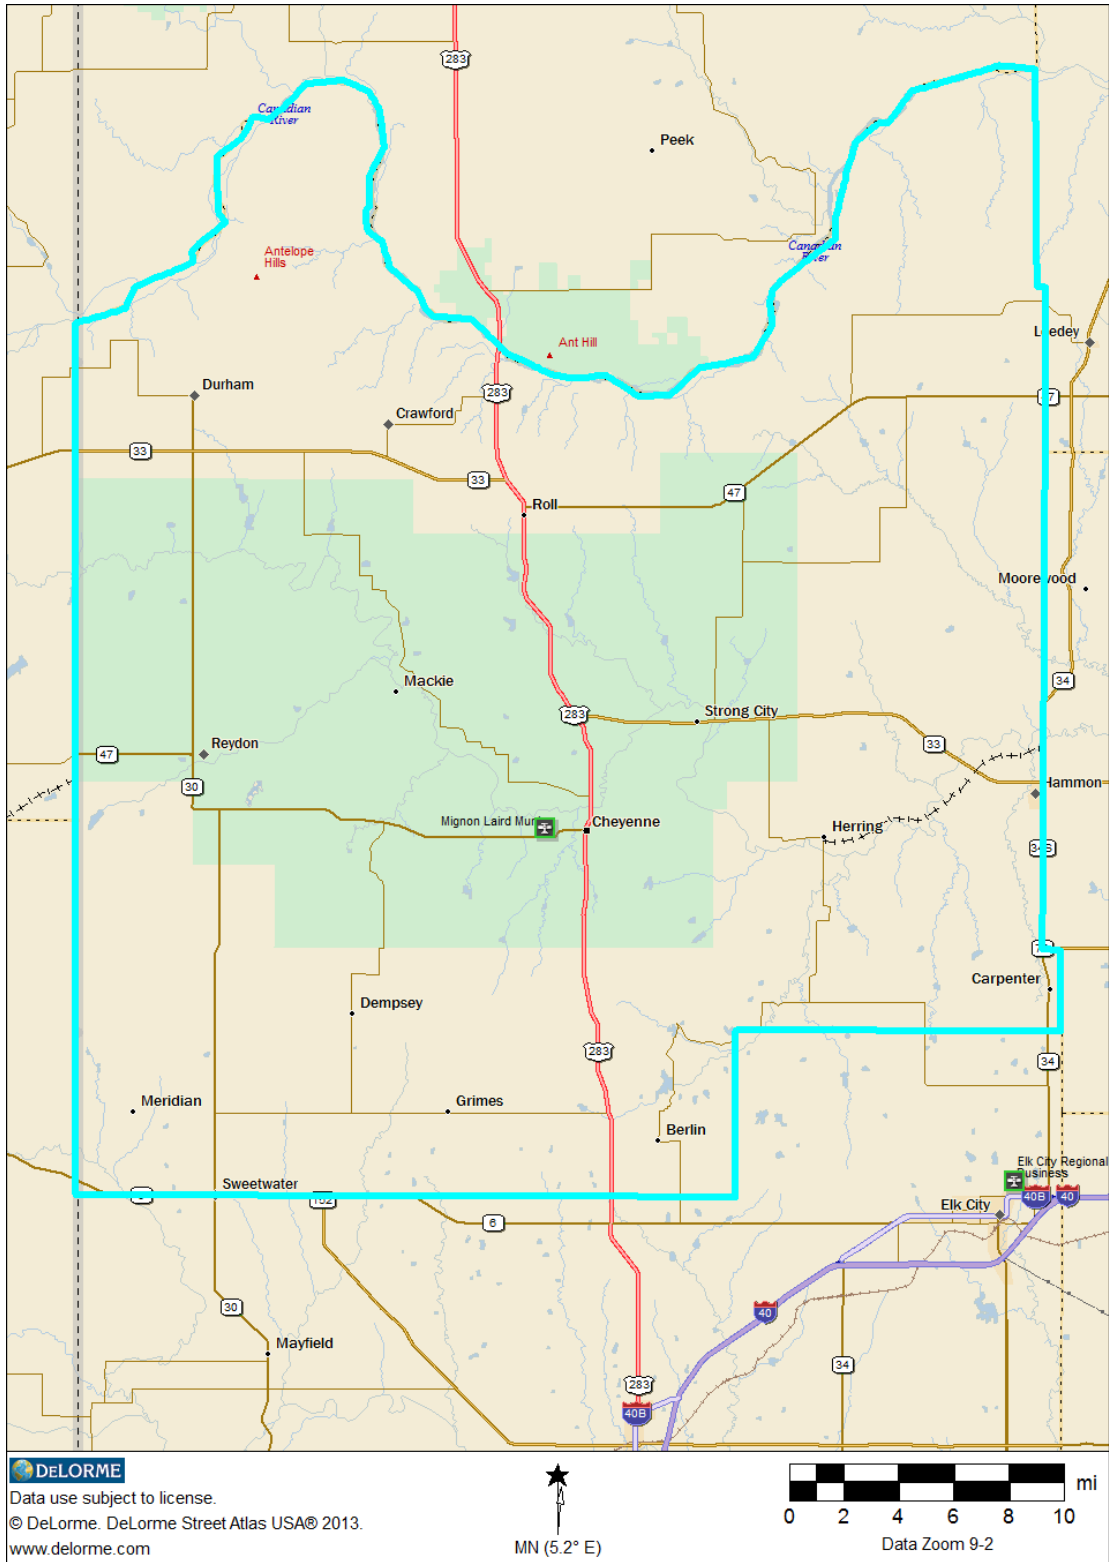 283
Canadian
River
Peek
Canadian
River
Antelope
Hills
Ant Hill
Leedey
Durham
283
Crawford
33
33
47
Roll
Moorewood
Mackie
34
Strong City
283
33
Reydon
47
30
Hammon
Mignon Laird Mun
Cheyenne
Herring
34S
Carpenter
Dempsey
283
34
Meridian
Grimes
Berlin
Elk City Regional
Business
Sweetwater
40B
40
Elk City
6
30
40
Mayfield
34
283
40B
DELORME
Data use subject to license.
© DeLorme. DeLorme Street Atlas USA® 2013.
www.delorme.com
MN (5.2° E)
mi
0 2 4 6 8 10
Data Zoom 9-2